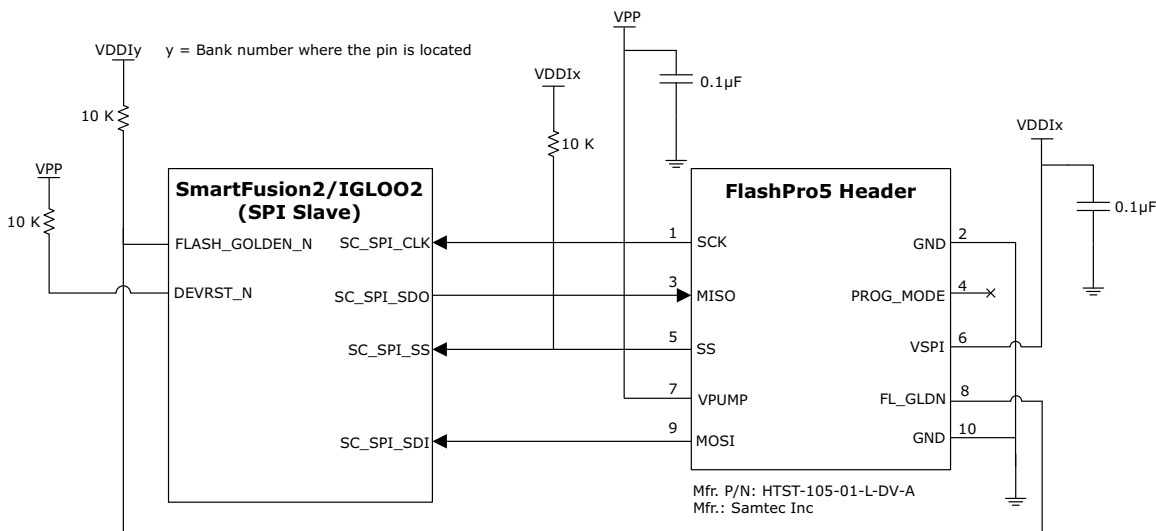 VPP
VDDIy
y = Bank number where the pin is located
VDDIx
0.1µF
10 K
10 K
VDDIx
VPP
10 K
0.1µF
SmartFusion2/IGLOO2
(SPI Slave)
FLASH_GOLDEN_N
DEVRST_N
SC_SPI_CLK
SC_SPI_SDO
SC_SPI_SS
SC_SPI_SDI
1
3
5
7
9
FlashPro5 Header
SCK
MISO
SS
VPUMP
MOSI
GND
PROG_MODE
VSPI
FL_GLDN
GND
2
4
6
8
10
Mfr. P/N: HTST-105-01-L-DV-A
Mfr.: Samtec Inc